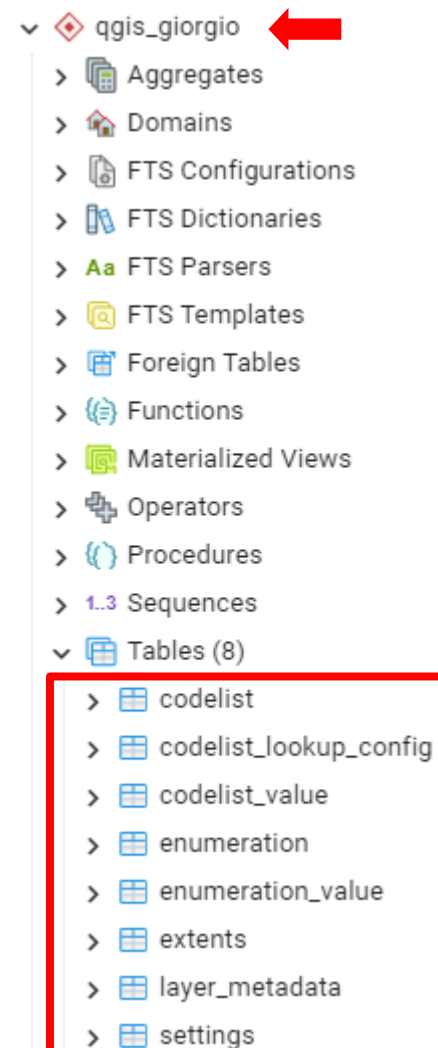 qgis_giorgio
Aggregates
Domains
FTS Configurations
FTS Dictionaries
Aa FTS Parsers
FTS Templates
Foreign Tables
Functions
Materialized Views
Operators
Procedures
1..3 Sequences
Tables (8)
codelist
codelist_lookup_config
codelist_value
enumeration
enumeration_value
extents
layer_metadata
settings